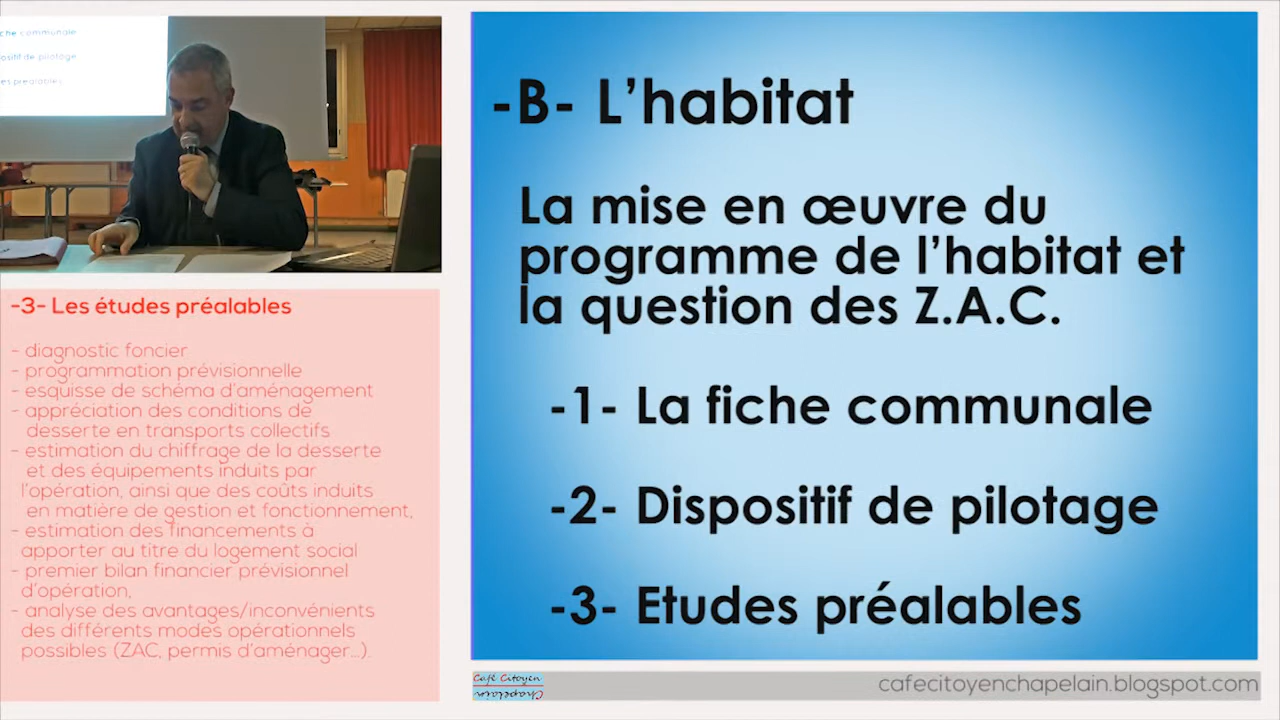 che communale
ositif de pilotage
es préalables
-3- Les études préalables
- diagnostic foncier
- programmation prévisionnelle
- esquisse de schéma d'aménagement
- appréciation des conditions de
desserte en transports collectifs
- estimation du chiffrage de la desserte
et des équipements induits par
l'opération, ainsi que des coûts induits
en matière de gestion et fonctionnement,
- estimation des financements à
apporter au titre du logement social
- premier bilan financier prévisionnel
d'opération,
- analyse des avantages/inconvénients
des différents modes opérationnels
possibles (ZAC, permis d'aménager...).
-B- L'habitat
La mise en œuvre du
programme de l'habitat et
la question des Z.A.C.
-1- La fiche communale
-2- Dispositif de pilotage
-3- Etudes préalables
Café Citoyen
Chapelain
cafecitoyenchapelain.blogspot.com